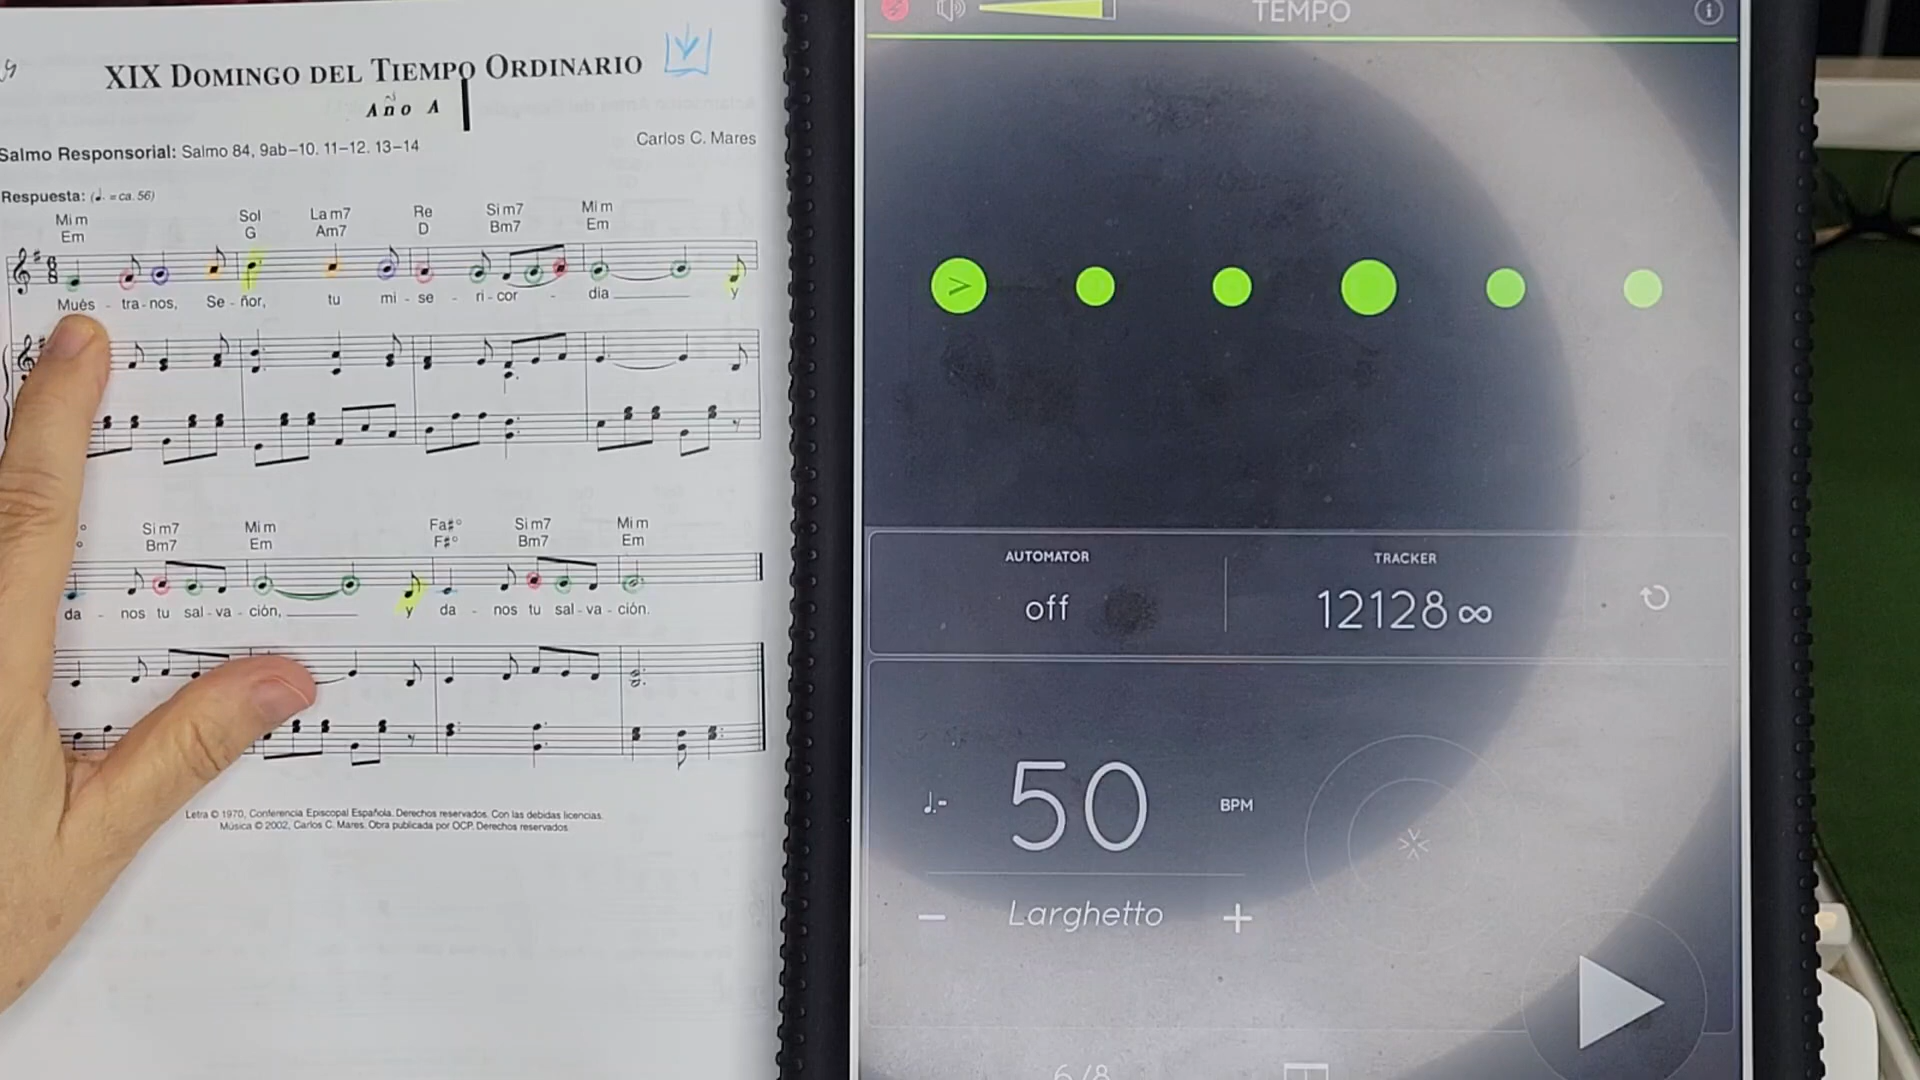 XIX DOMINGO DEL TIEMPO ORDINARIO
Año A
Carlos C. Mares
Salmo Responsorial: Salmo 84, 9ab–10. 11–12. 13–14
Respuesta: (♩. = ca. 56)
Mi m Sol La m7 Re Si m7 Mi m
Em G Am7 D Bm7 Em
Mués - tra - nos, Se - ñor, tu mi - se - ri - cor - dia y
Si m7 Mi m Fa♯° Si m7 Mi m
Bm7 Em F♯° Bm7 Em
da - nos tu sal - va - ción, y da - nos tu sal - va - ción.
Letra © 1970, Conferencia Episcopal Española. Derechos reservados. Con las debidas licencias.
Música © 2002, Carlos C. Mares. Obra publicada por OCP. Derechos reservados.
TEMPO
AUTOMATOR
off
TRACKER
12128 ∞
50
BPM
Larghetto
6/8